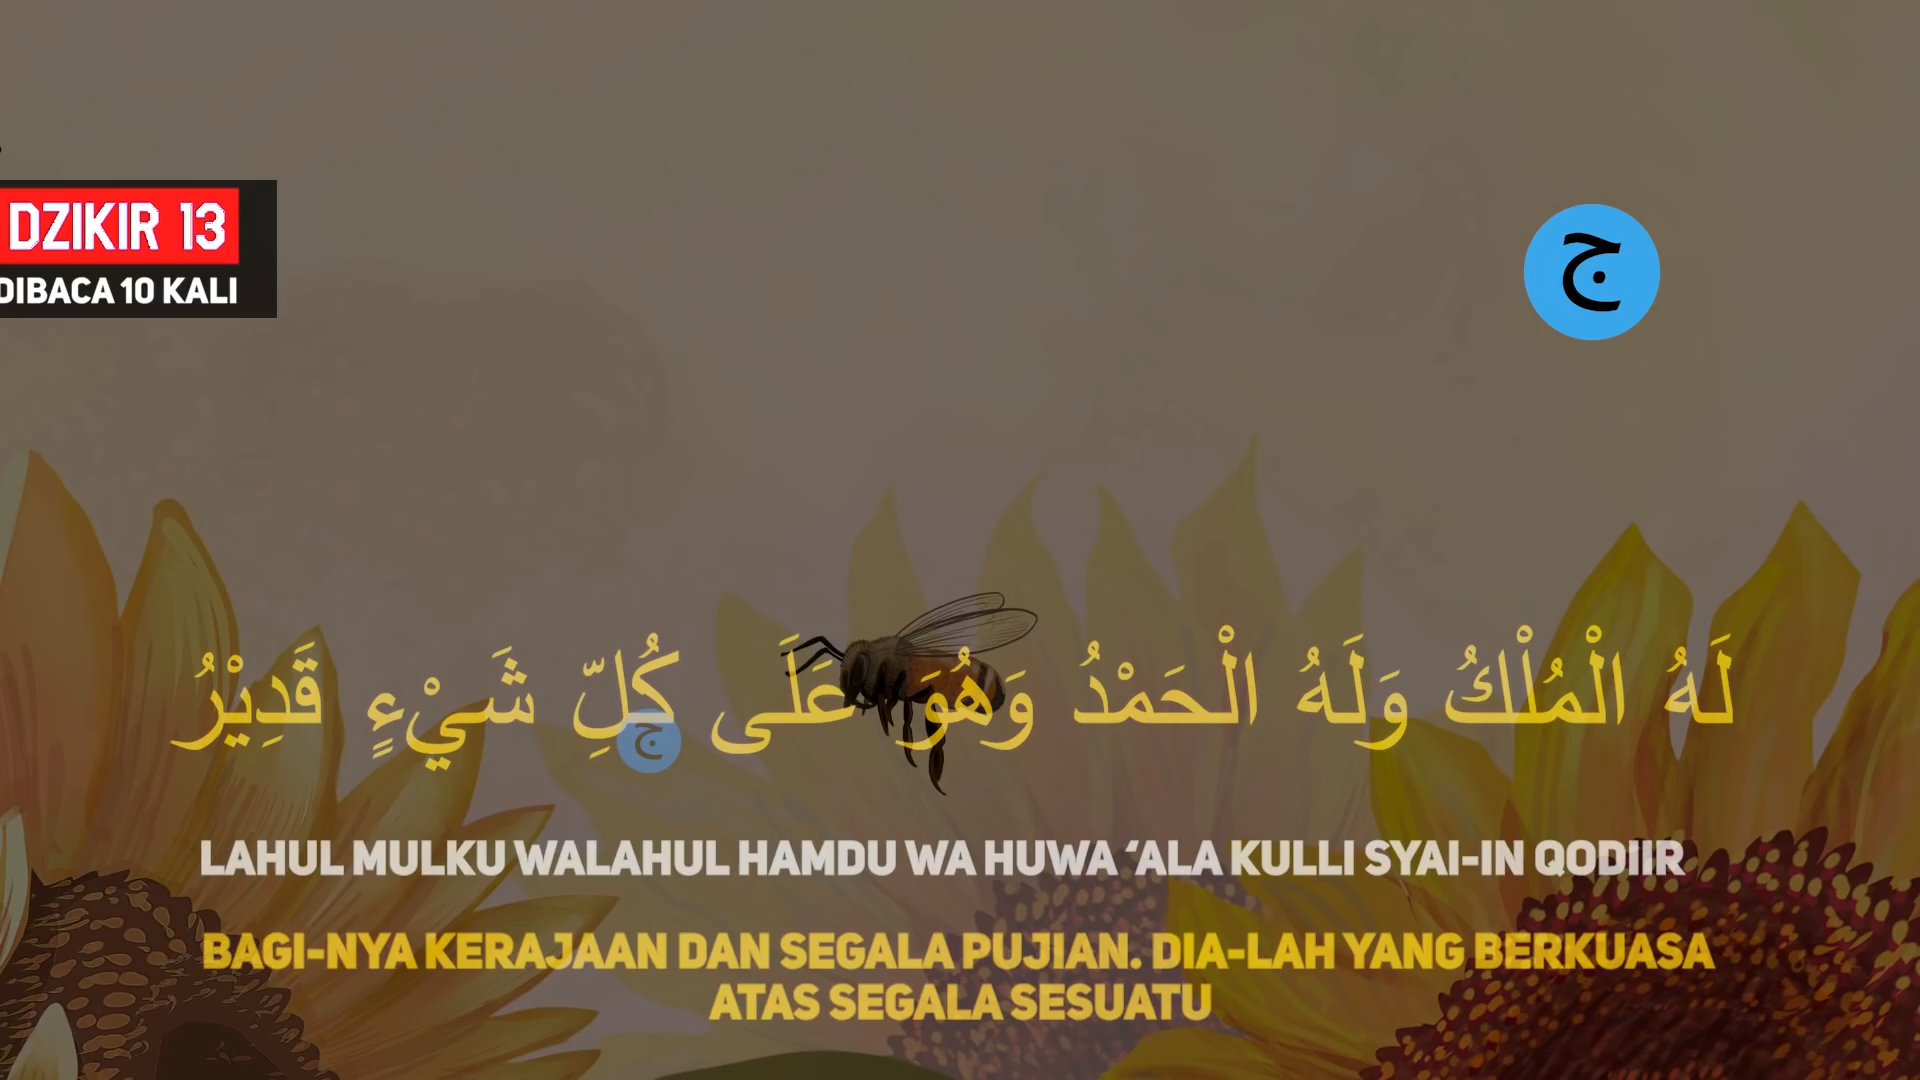 DZIKIR 13
DIBACA 10 KALI
ج
لَهُ الْمُلْكُ وَلَهُ الْحَمْدُ وَهُوَ عَلَى كُلِّ شَيْءٍ قَدِيْرُ
ج
LAHUL MULKU WALAHUL HAMDU WA HUWA ‘ALA KULLI SYAI-IN QODIIR
BAGI-NYA KERAJAAN DAN SEGALA PUJIAN. DIA-LAH YANG BERKUASA
ATAS SEGALA SESUATU